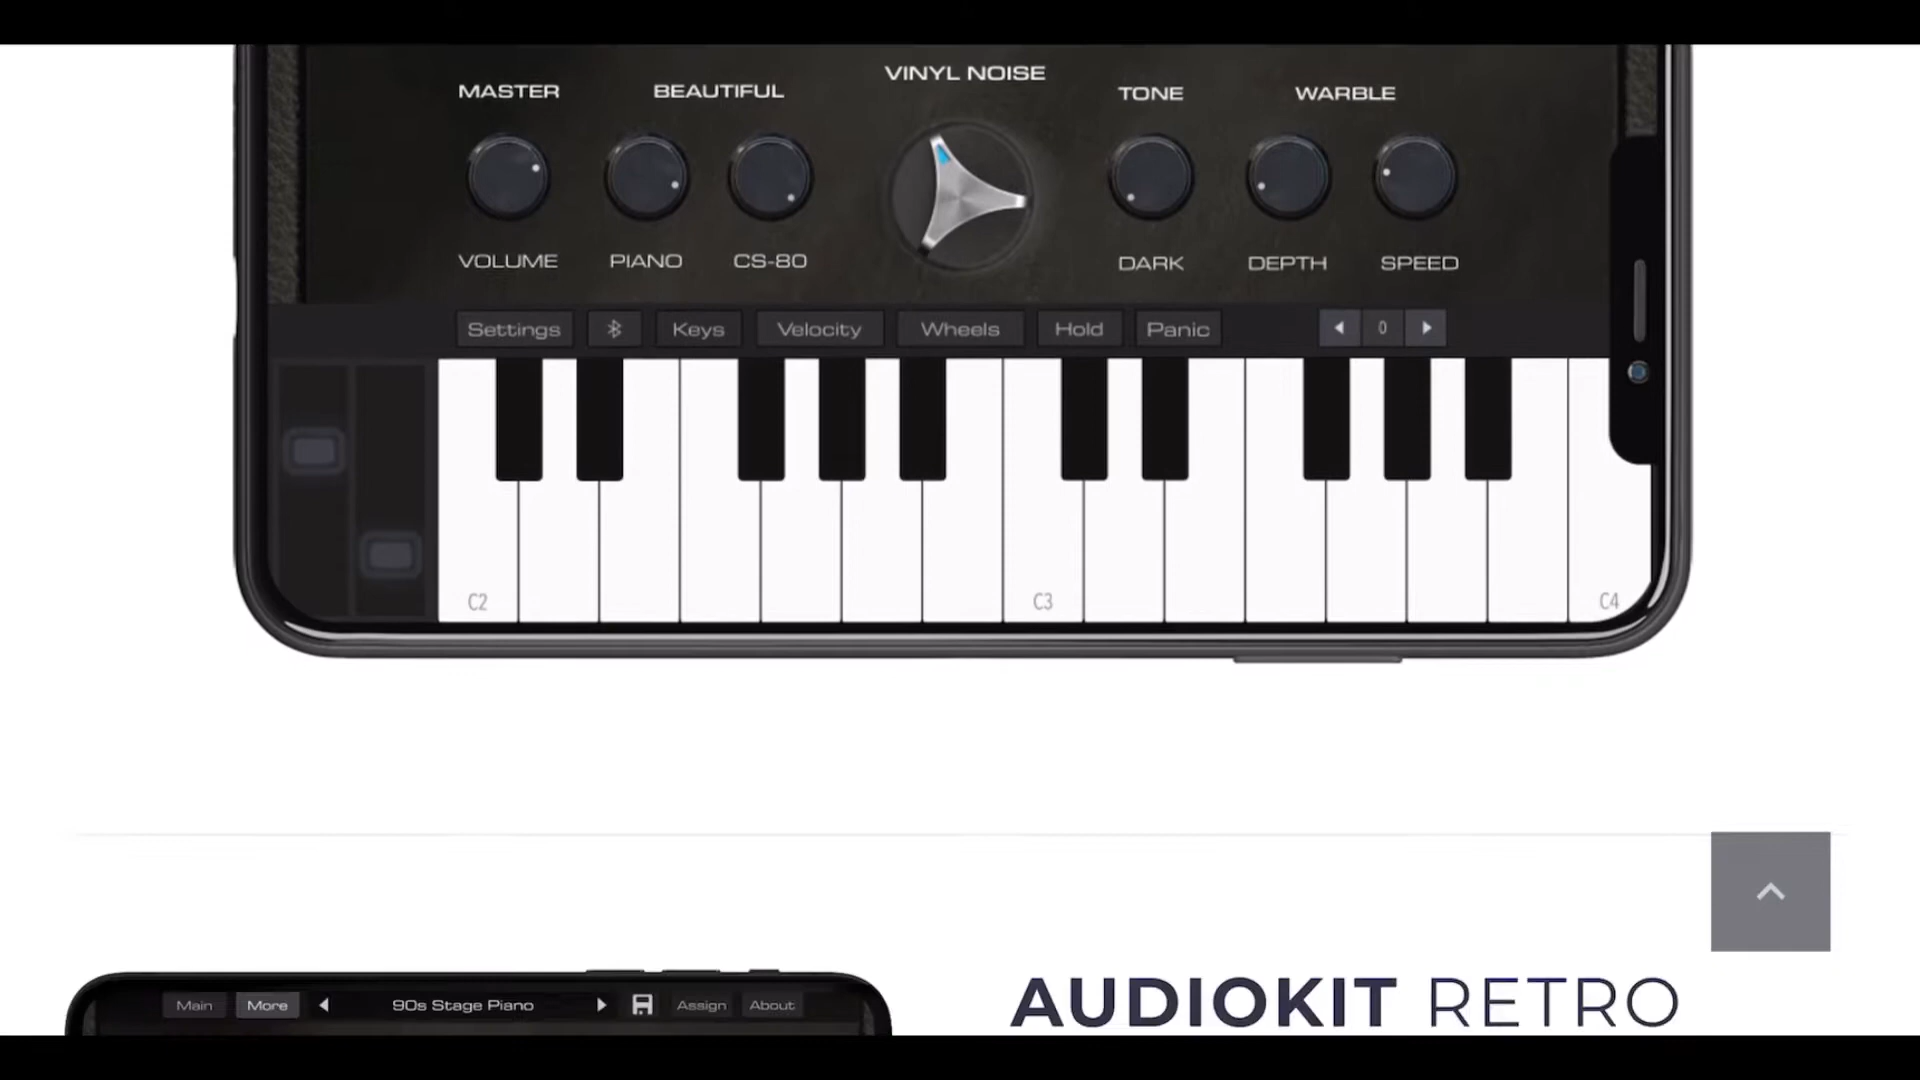 VINYL NOISE
MASTER BEAUTIFUL TONE WARBLE
VOLUME PIANO CS-80 DARK DEPTH SPEED
Settings Keys Velocity Wheels Hold Panic 0
C2 C3 C4
AUDIOKIT RETRO
Main More 90s Stage Piano Assign About